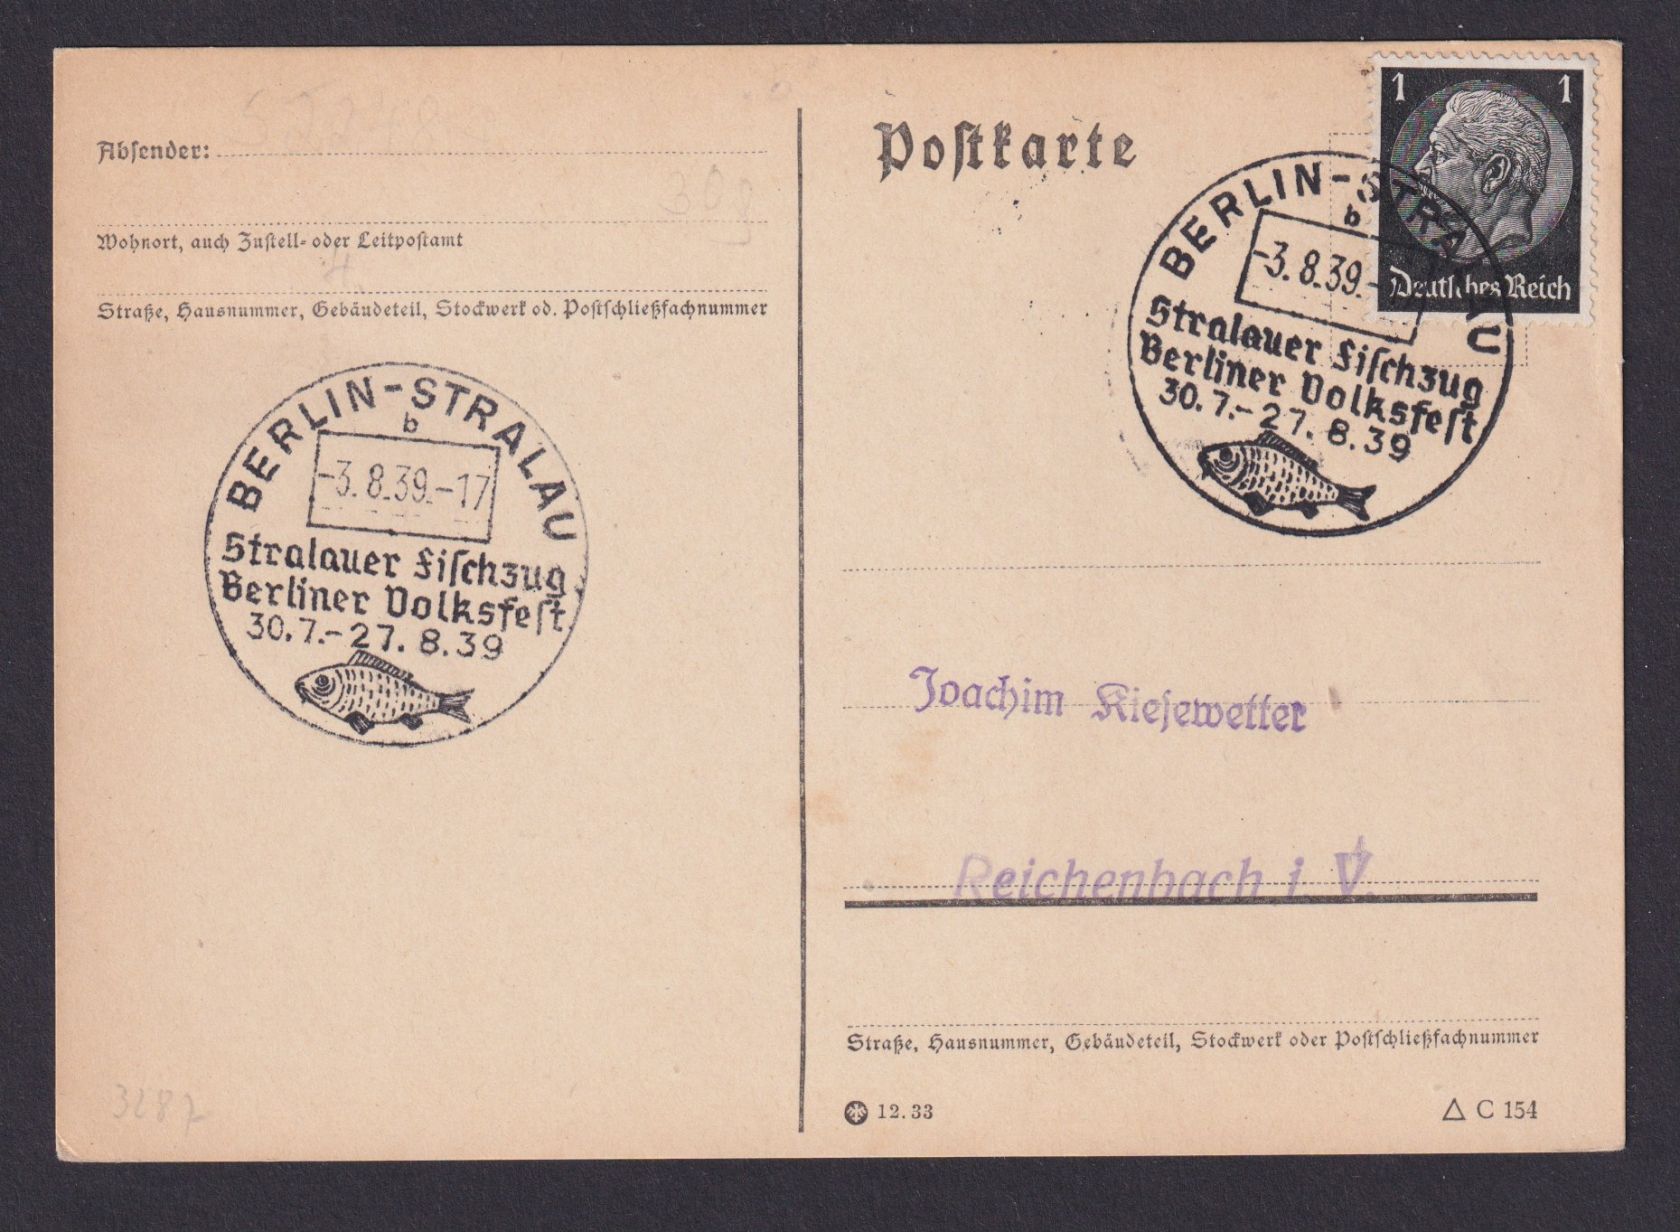 Absender:
Wohnort, auch Zustell- oder Leitpostamt
Straße, Hausnummer, Gebäudeteil, Stockwerk od. Postschließfachnummer
BERLIN-STRALAU
b
-3.8.39.-17
Stralauer Fischzug
Berliner Volksfest
30.7.-27.8.39
3287
Postkarte
1 1
Deutsches Reich
BERLIN-STRALAU
b
-3.8.39.-
Stralauer Fischzug
Berliner Volksfest
30.7.-27.8.39
Joachim Kiesewetter
Reichenbach i. V.
Straße, Hausnummer, Gebäudeteil, Stockwerk oder Postschließfachnummer
12.33
△ C 154